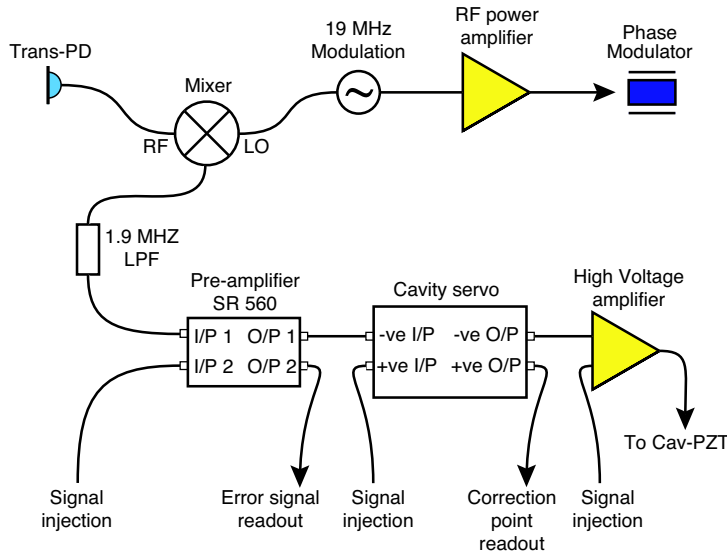 Trans-PD
Mixer
RF
LO
19 MHz
Modulation
RF power
amplifier
Phase
Modulator
1.9 MHZ
LPF
Pre-amplifier
SR 560
I/P 1 O/P 1
I/P 2 O/P 2
Cavity servo
-ve I/P -ve O/P
+ve I/P +ve O/P
High Voltage
amplifier
To Cav-PZT
Signal
injection
Error signal
readout
Signal
injection
Correction
point
readout
Signal
injection